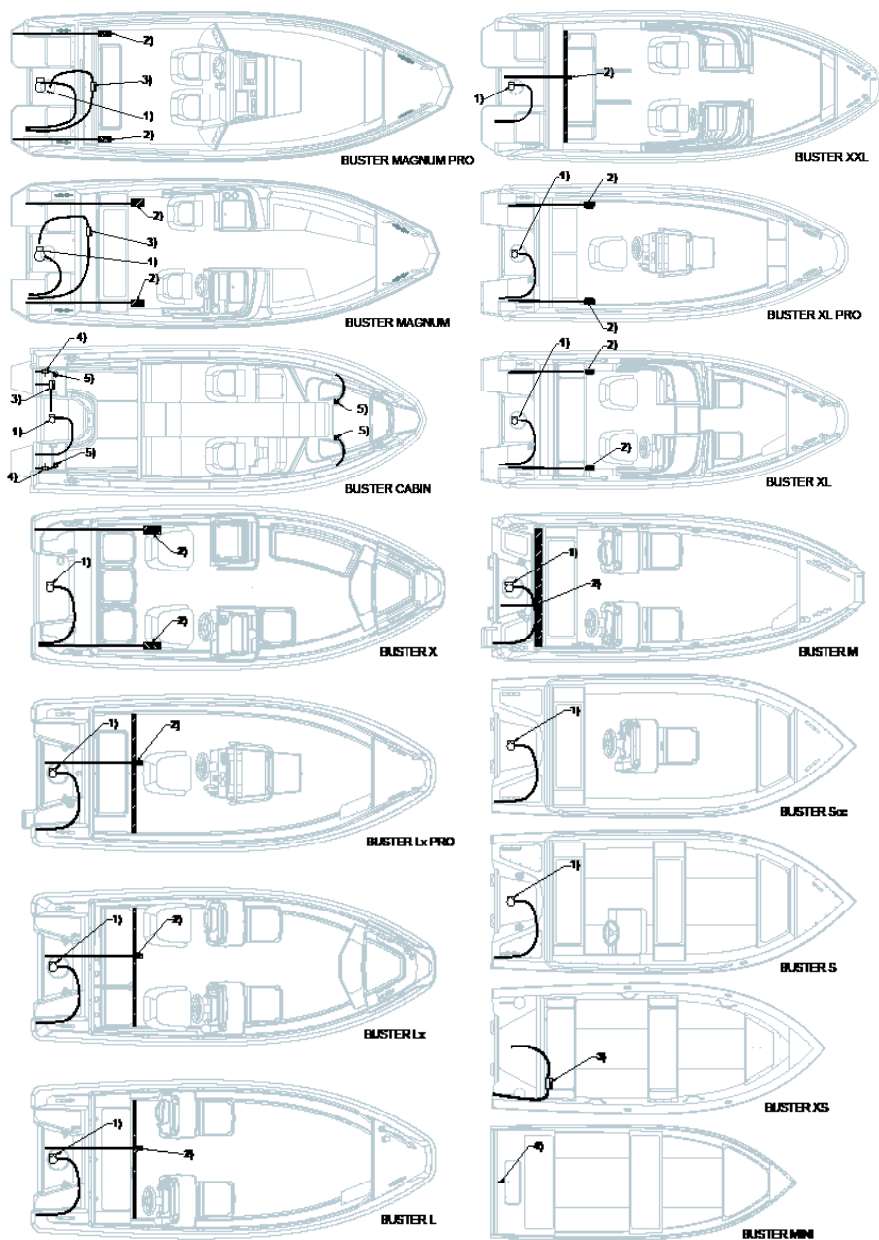 2)
3)
1)
2)
BUSTER MAGNUM PRO
2)
3)
1)
2)
BUSTER MAGNUM
4)
5)
3)
1)
5)
4)
5)
5)
BUSTER CABIN
1)
2)
2)
BUSTER X
1)
2)
BUSTER Lx PRO
1)
2)
BUSTER Lx
1)
2)
BUSTER L
2)
1)
BUSTER XXL
1)
2)
2)
BUSTER XL PRO
1)
2)
2)
BUSTER XL
1)
2)
BUSTER M
1)
BUSTER Scc
1)
BUSTER S
3)
BUSTER XS
4)
BUSTER MINI